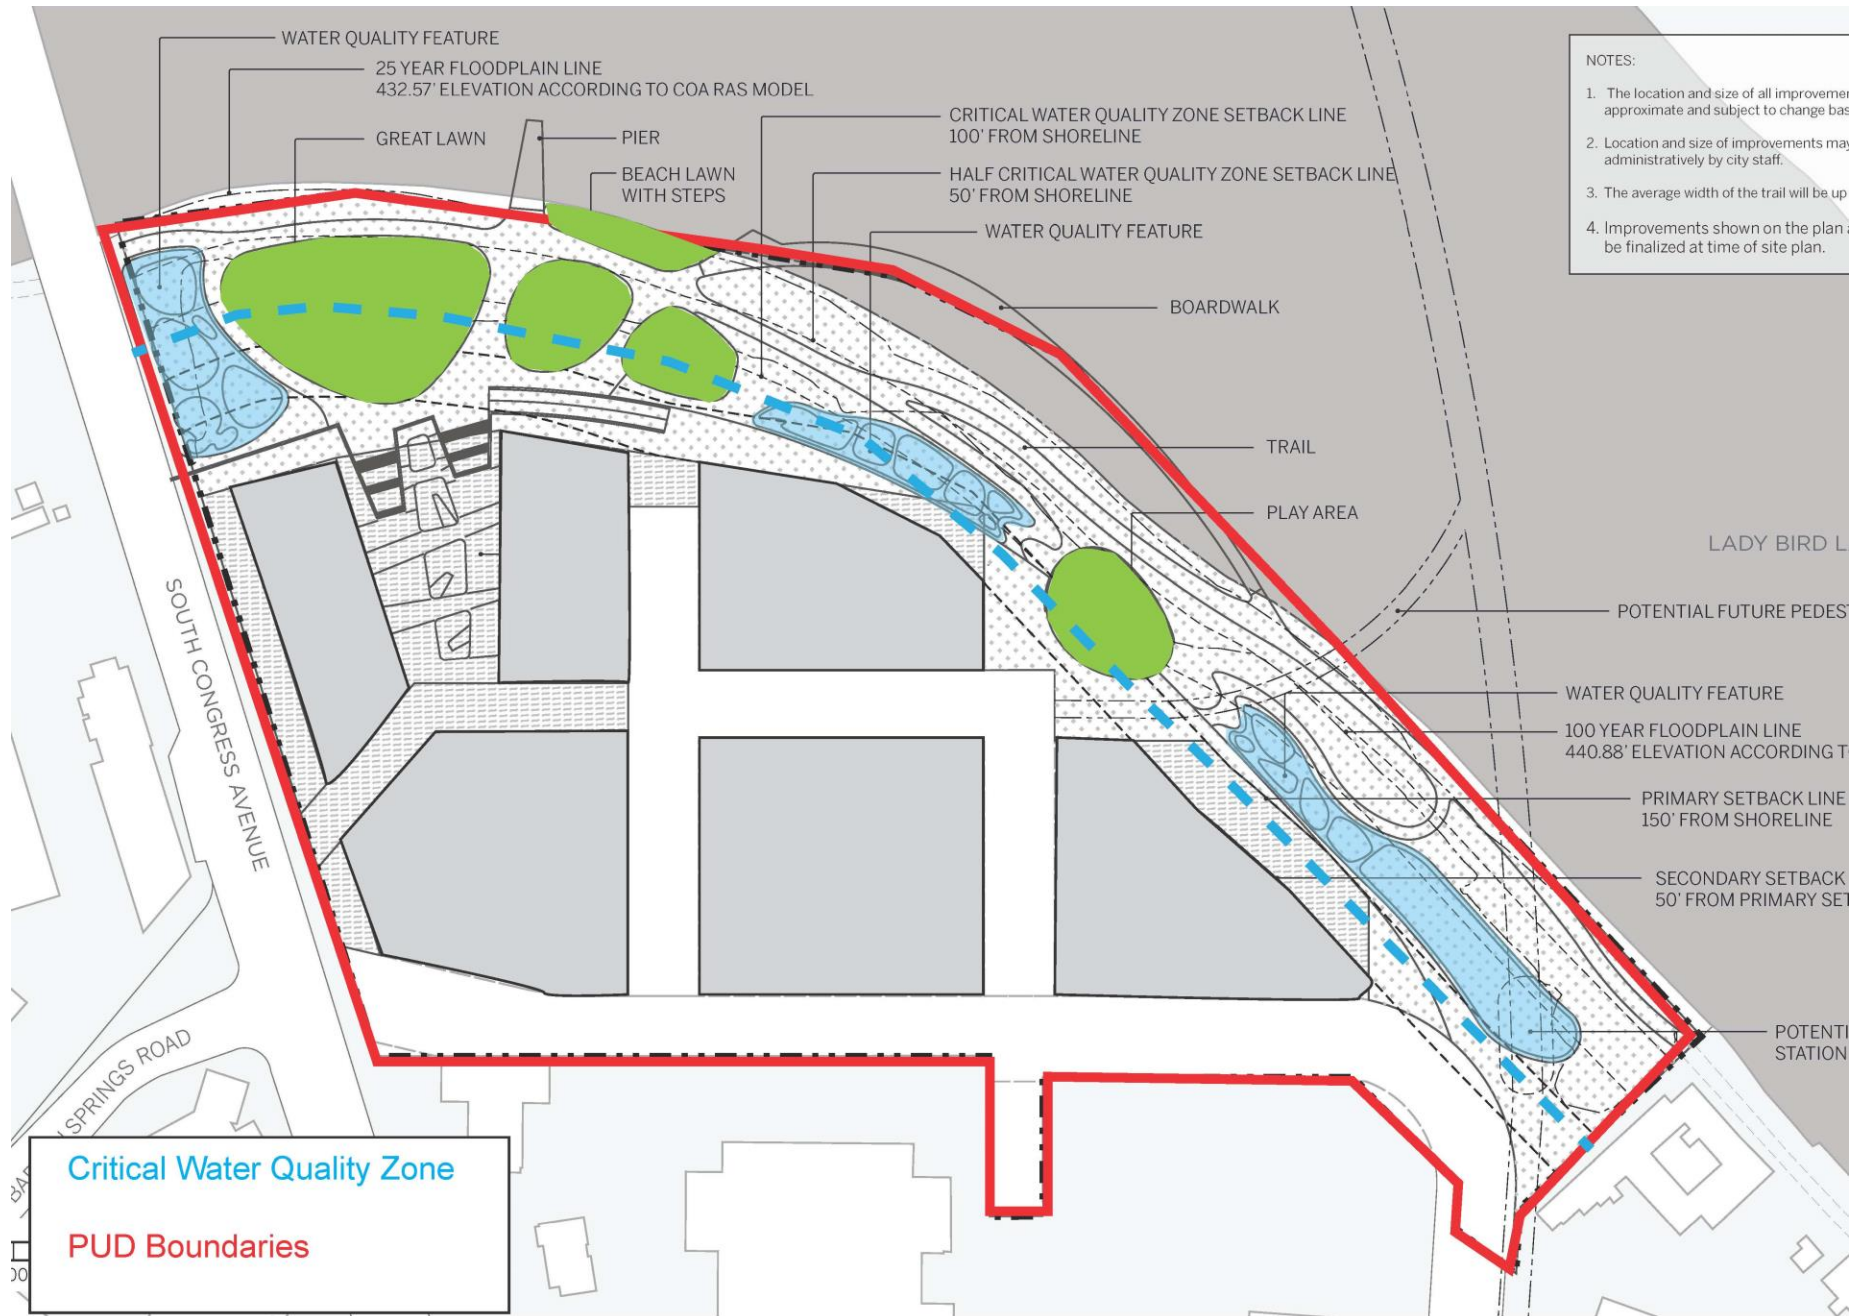 WATER QUALITY FEATURE
25 YEAR FLOODPLAIN LINE
432.57' ELEVATION ACCORDING TO COA RAS MODEL
GREAT LAWN
PIER
BEACH LAWN
WITH STEPS
CRITICAL WATER QUALITY ZONE SETBACK LINE
100' FROM SHORELINE
HALF CRITICAL WATER QUALITY ZONE SETBACK LINE
50' FROM SHORELINE
WATER QUALITY FEATURE
BOARDWALK
NOTES:
1. The location and size of all
approximate and subject to change
2. Location and size of improvements may
administratively by city staff.
3. The average width of the trail will be up
4. Improvements shown on the plan
be finalized at time of site plan.
TRAIL
PLAY AREA
LADY BIRD
POTENTIAL FUTURE
WATER QUALITY FEATURE
100 YEAR FLOODPLAIN LINE
440.88' ELEVATION ACCORDING
PRIMARY SETBACK LINE
150' FROM SHORELINE
SECONDARY SETBACK
50' FROM PRIMARY
STATION
SOUTH CONGRESS AVENUE
SPRINGS ROAD
Critical Water Quality Zone
PUD Boundaries